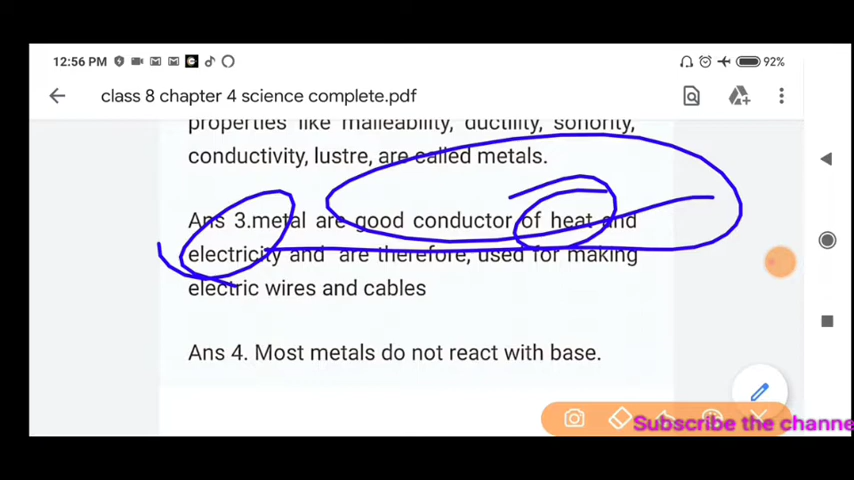 12:56 PM
92%
class 8 chapter 4 science complete.pdf
properties like malleability, ductility, sonority,
conductivity, lustre, are called metals.
Ans 3.metal are good conductor of heat and
electricity and are therefore, used for making
electric wires and cables
Ans 4. Most metals do not react with base.
Subscribe the channe